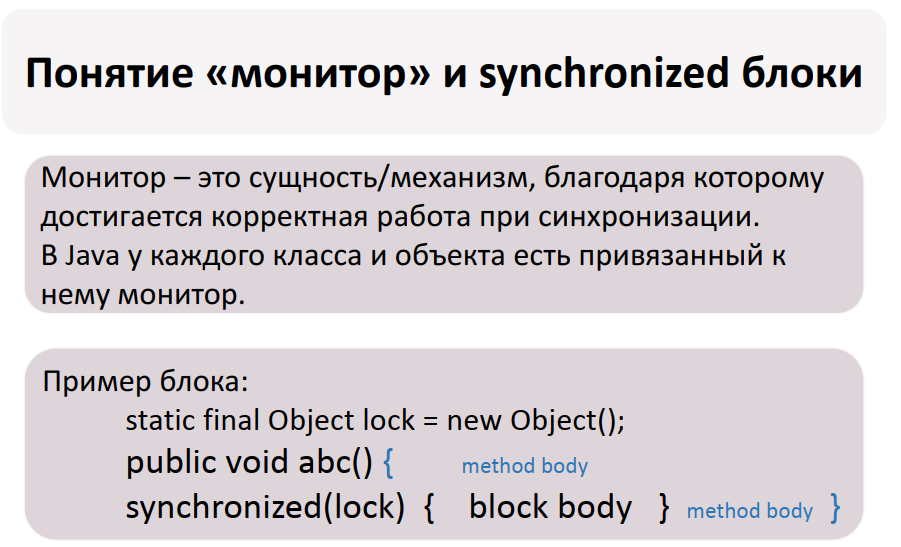 Понятие «монитор» и synchronized блоки
Монитор – это сущность/механизм, благодаря которому
достигается корректная работа при синхронизации.
В Java у каждого класса и объекта есть привязанный к
нему монитор.
Пример блока:
static final Object lock = new Object();
public void abc() { method body
synchronized(lock) { block body } method body }